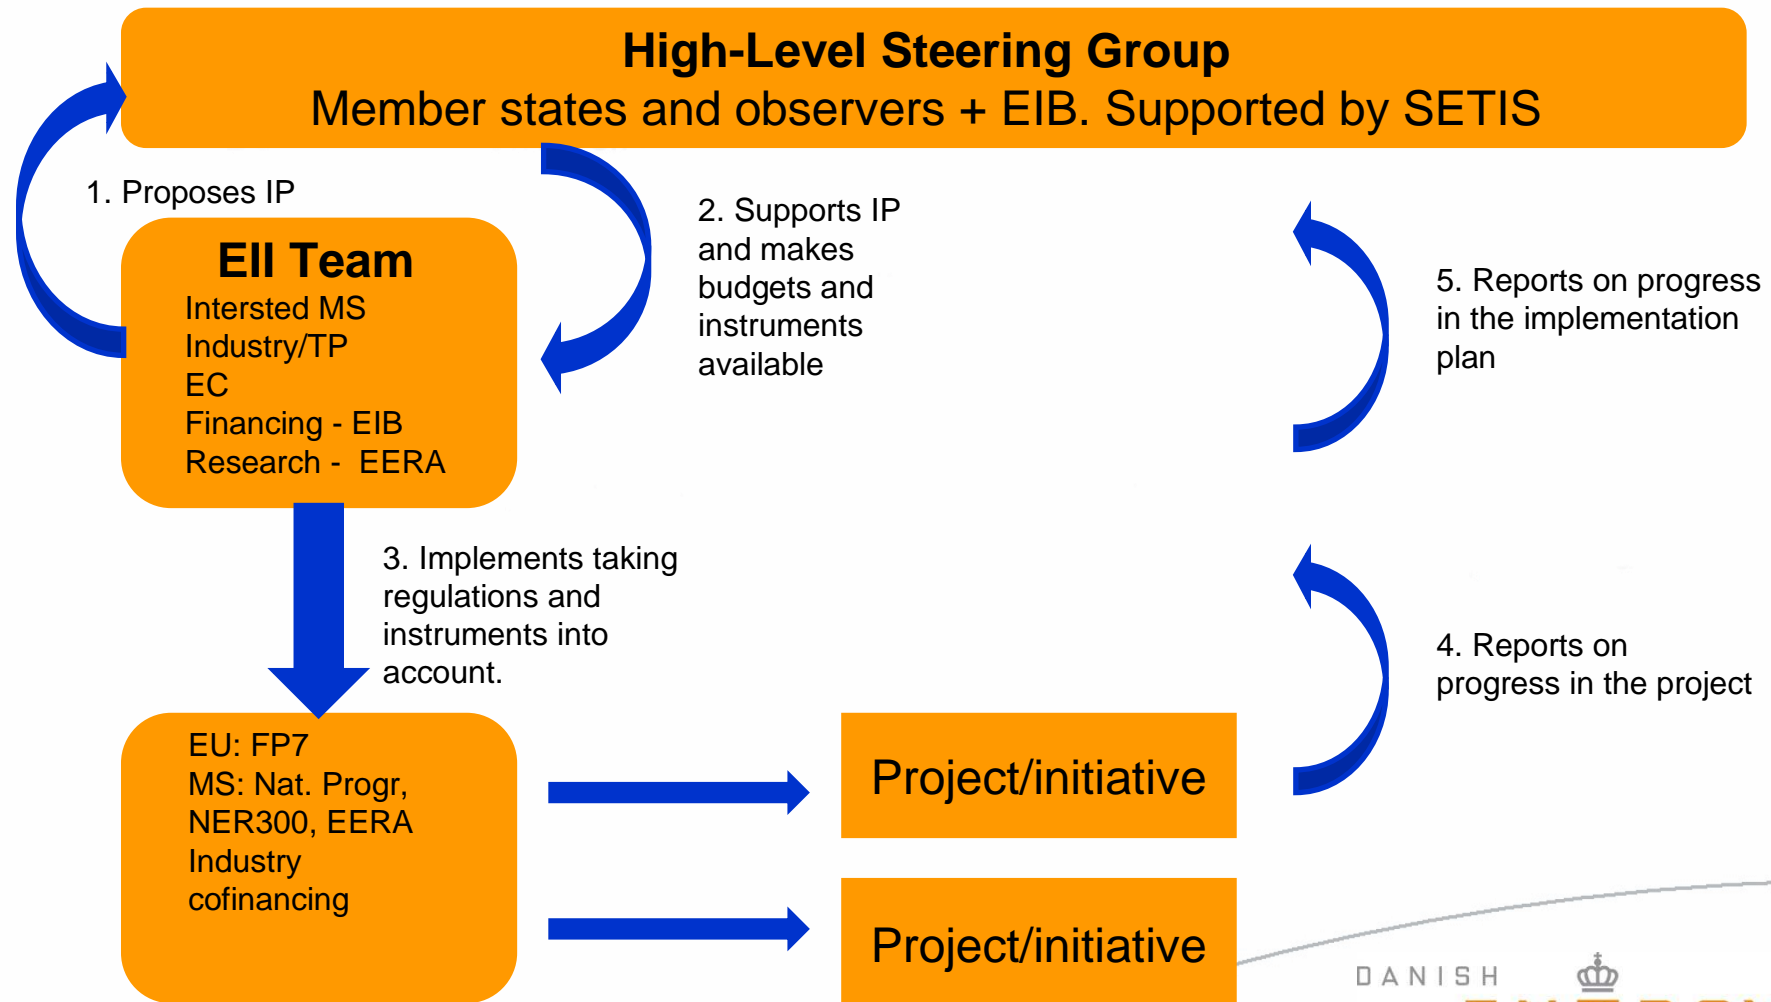 High-Level Steering Group
Member states and observers + EIB. Supported by SETIS
1. Proposes IP
2. Supports IP
and makes
budgets and
instruments
available
EII Team
Intersted MS
Industry/TP
EC
Financing - EIB
Research - EERA
5. Reports on progress
in the implementation
plan
3. Implements taking
regulations and
instruments into
account.
4. Reports on
progress in the project
EU: FP7
MS: Nat. Progr,
NER300, EERA
Industry
cofinancing
Project/initiative
Project/initiative
DANISH